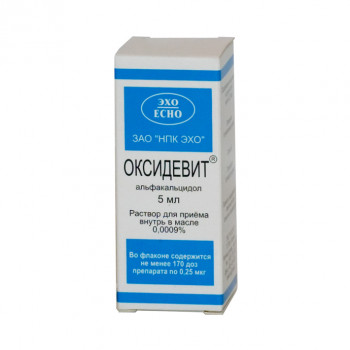 ЭХО
ECHO
ЗАО "НПК ЭХО"
ОКСИДЕВИТ®
альфакальцидол
5 мл
Раствор для приёма
внутрь в масле
0,0009%
Во флаконе содержится
не менее 170 доз
препарата по 0,25 мкг